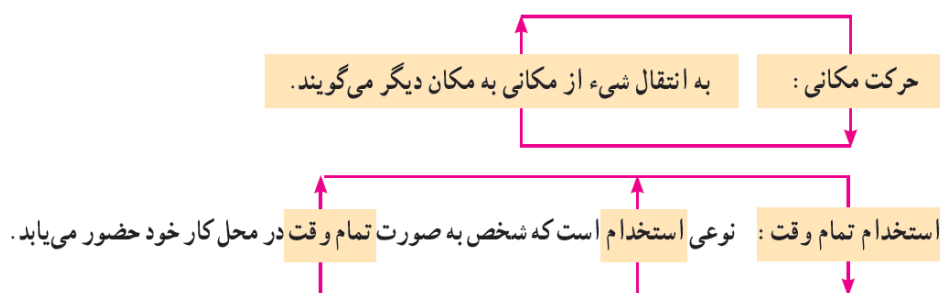 حرکت مکانی : به انتقال شیء از مکانی به مکان دیگر می‌گویند.
استخدام تمام وقت : نوعی استخدام است که شخص به صورت تمام وقت در محل کار خود حضور می‌یابد.